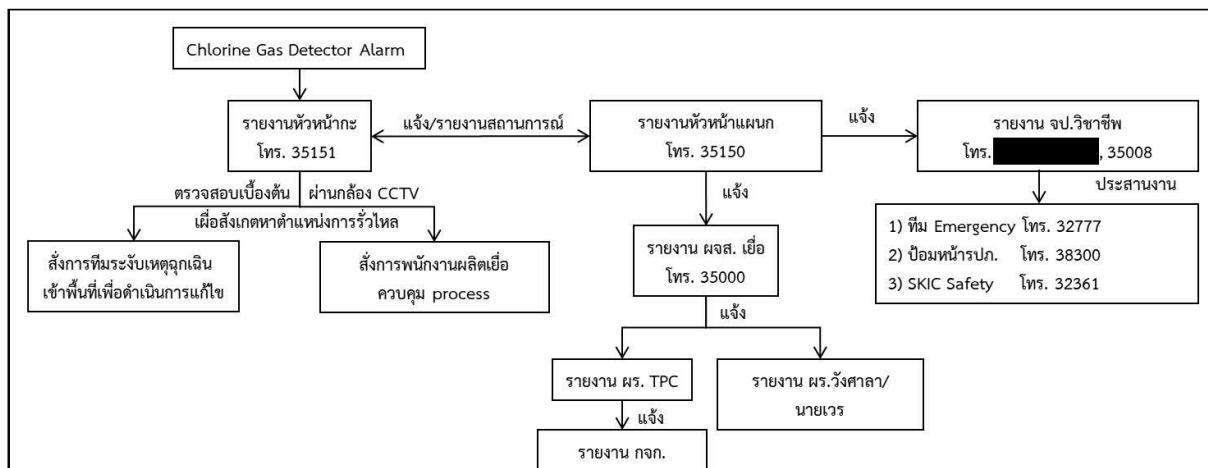 Chlorine Gas Detector Alarm
รายงานหัวหน้ากะ
โทร. 35151
แจ้ง/รายงานสถานการณ์
รายงานหัวหน้าแผนก
โทร. 35150
แจ้ง
รายงาน จป.วิชาชีพ
โทร. , 35008
ตรวจสอบเบื้องต้น ผ่านกล้อง CCTV
เผื่อสังเกตหาตำแหน่งการรั่วไหล
แจ้ง
ประสานงาน
สั่งการทีมระงับเหตุฉุกเฉิน
เข้าพื้นที่เพื่อดำเนินการแก้ไข
สั่งการพนักงานผลิตเยื่อ
ควบคุม process
รายงาน ผจส. เยื่อ
โทร. 35000
1) ทีม Emergency โทร. 32777
2) ป้อมหน้ารปภ. โทร. 38300
3) SKIC Safety โทร. 32361
แจ้ง
รายงาน ผร. TPC
รายงาน ผร.วังศาลา/
นายเวร
แจ้ง
รายงาน กจก.